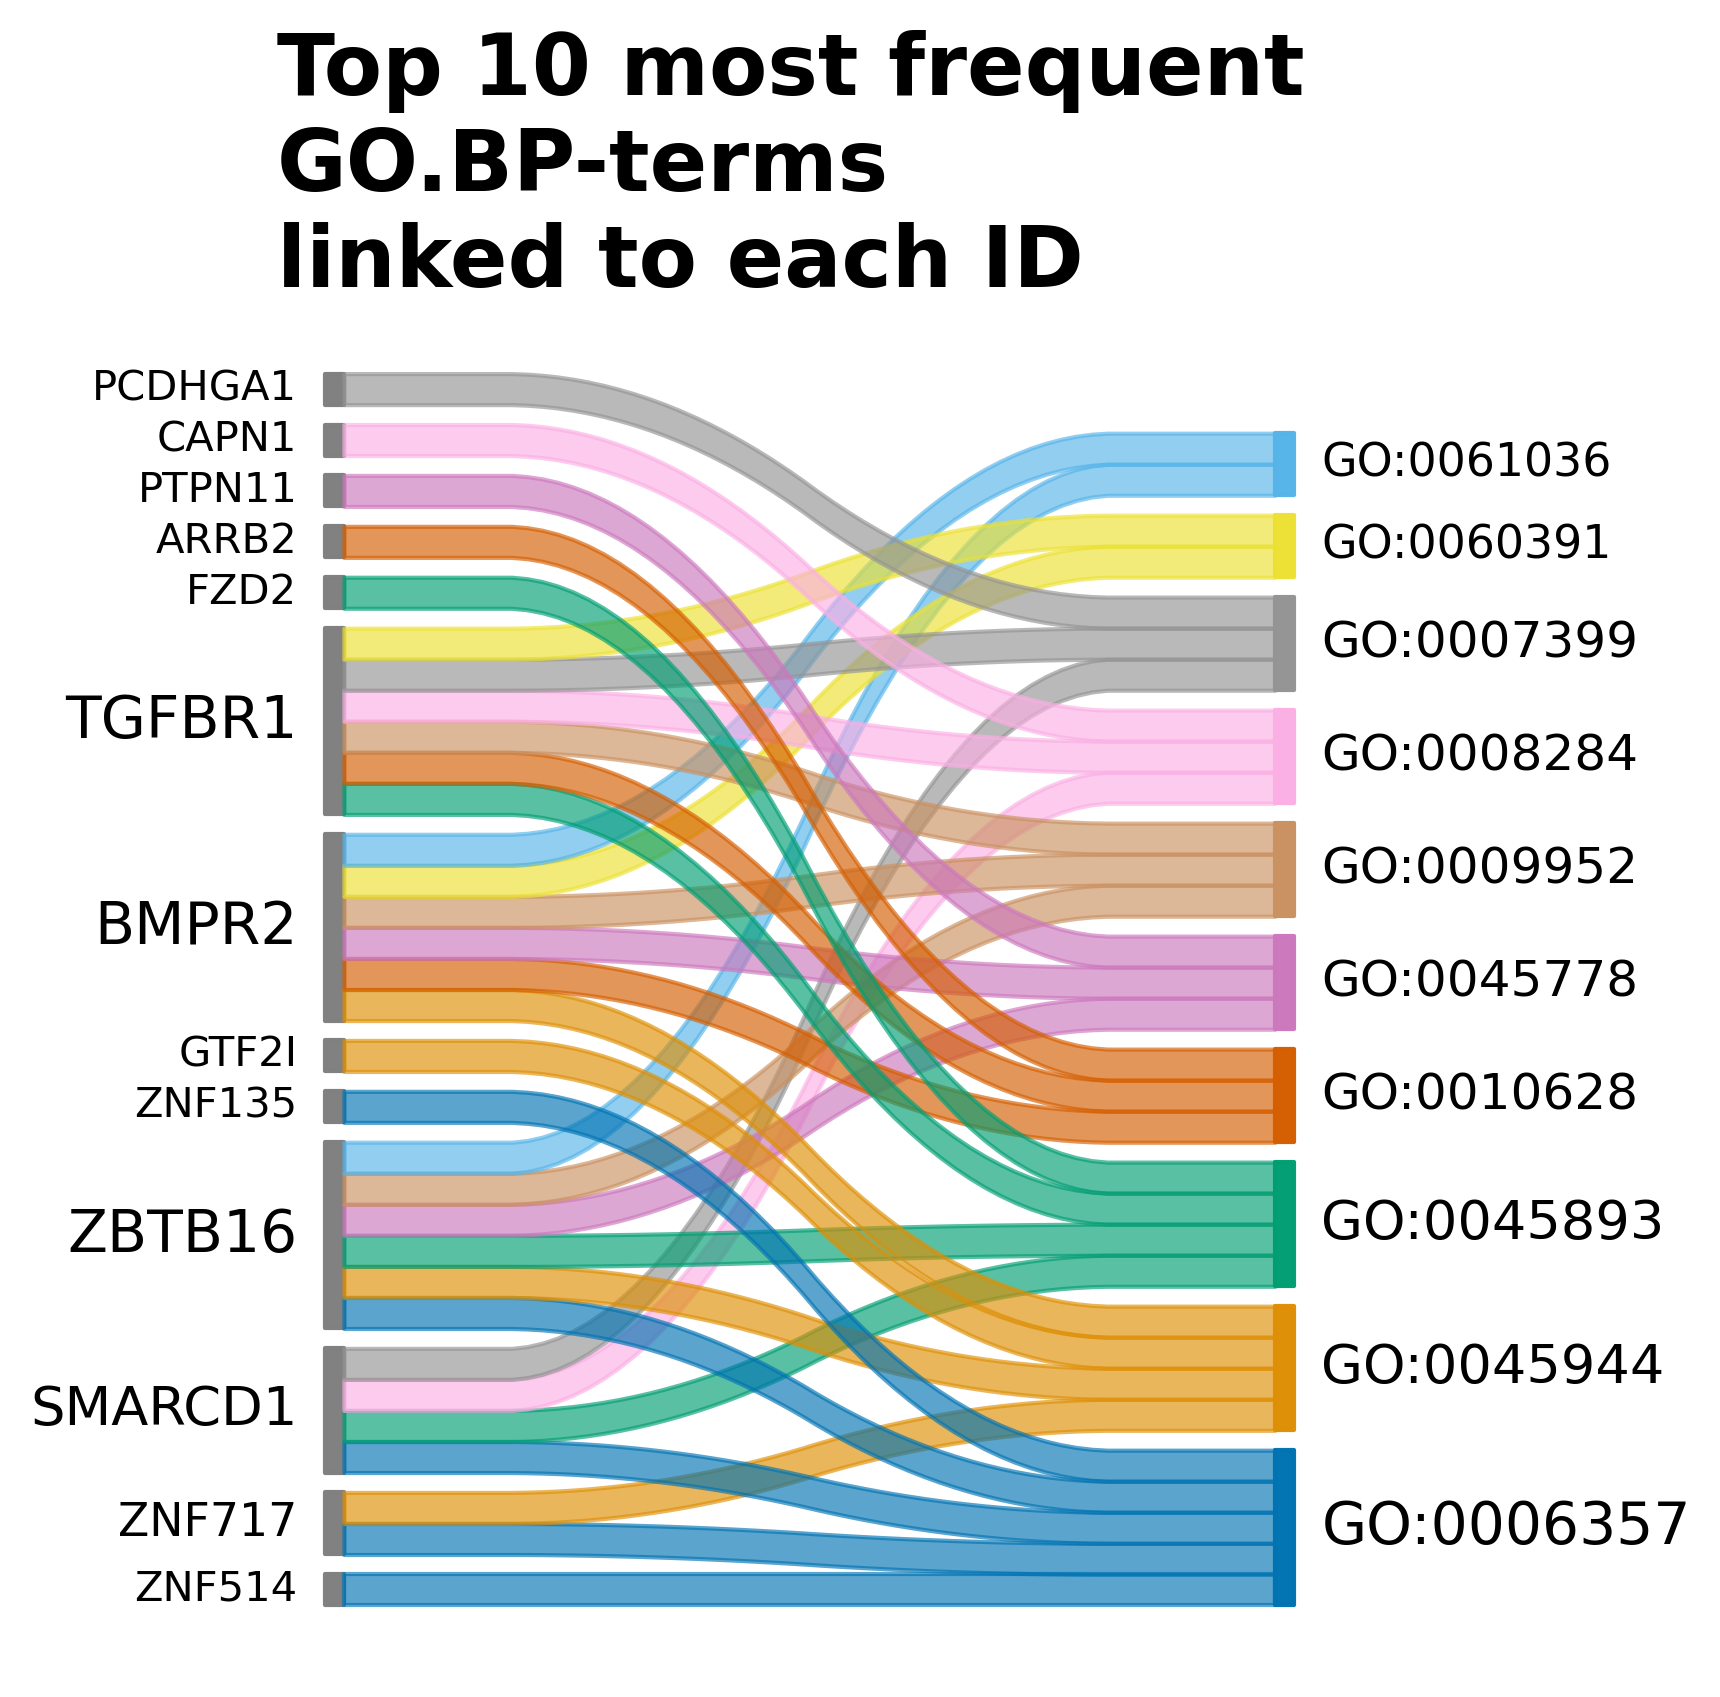 Top 10 most frequent
GO.BP-terms
linked to each ID
PCDHGA1
CAPN1
PTPN11
ARRB2
FZD2
TGFBR1
BMPR2
GTF2I
ZNF135
ZBTB16
SMARCD1
ZNF717
ZNF514
GO:0061036
GO:0060391
GO:0007399
GO:0008284
GO:0009952
GO:0045778
GO:0010628
GO:0045893
GO:0045944
GO:0006357